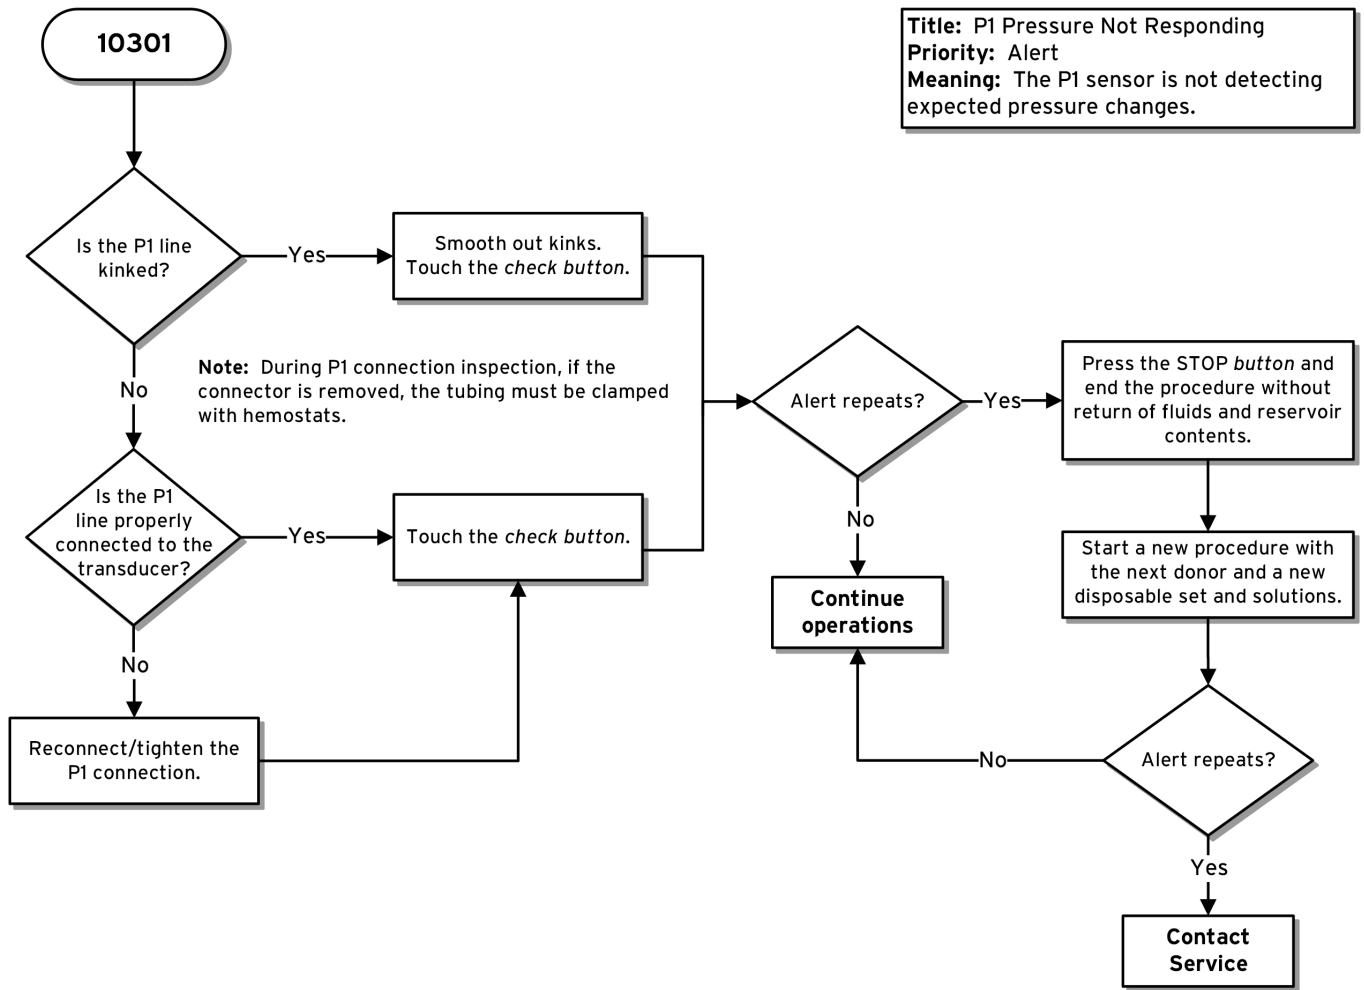 10301
Title: P1 Pressure Not Responding
Priority: Alert
Meaning: The P1 sensor is not detecting
expected pressure changes.
Is the P1 line
kinked?
Yes
Smooth out kinks.
Touch the check button.
No
Note: During P1 connection inspection, if the
connector is removed, the tubing must be clamped
with hemostats.
Is the P1
line properly
connected to the
transducer?
Yes
Touch the check button.
No
Reconnect/tighten the
P1 connection.
Alert repeats?
Yes
Press the STOP button and
end the procedure without
return of fluids and reservoir
contents.
No
Continue
operations
Start a new procedure with
the next donor and a new
disposable set and solutions.
Alert repeats?
No
Yes
Contact
Service